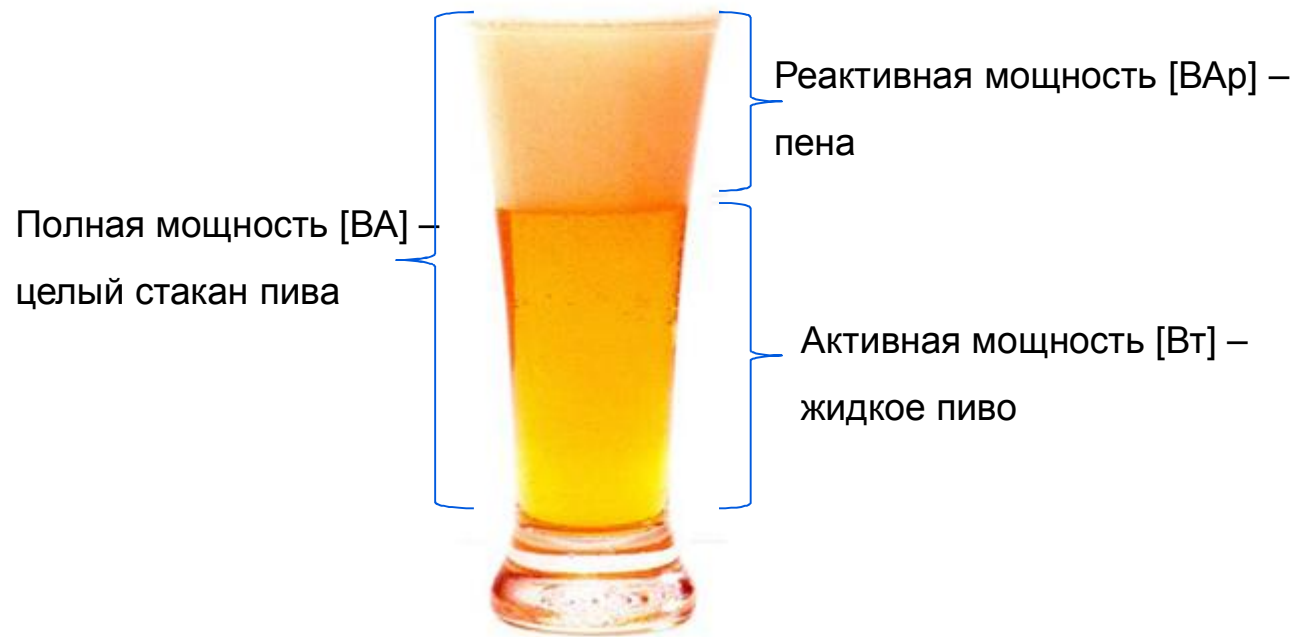 Реактивная мощность [ВАр] –
пена
Полная мощность [ВА] –
целый стакан пива
Активная мощность [Вт] –
жидкое пиво